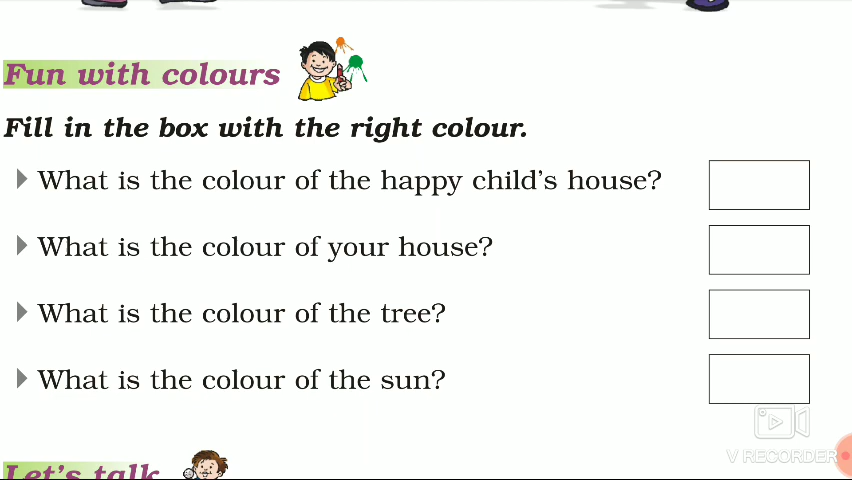 Fun with colours
Fill in the box with the right colour.
What is the colour of the happy child's house?
What is the colour of your house?
What is the colour of the tree?
What is the colour of the sun?
V RECORDER
Let's talk